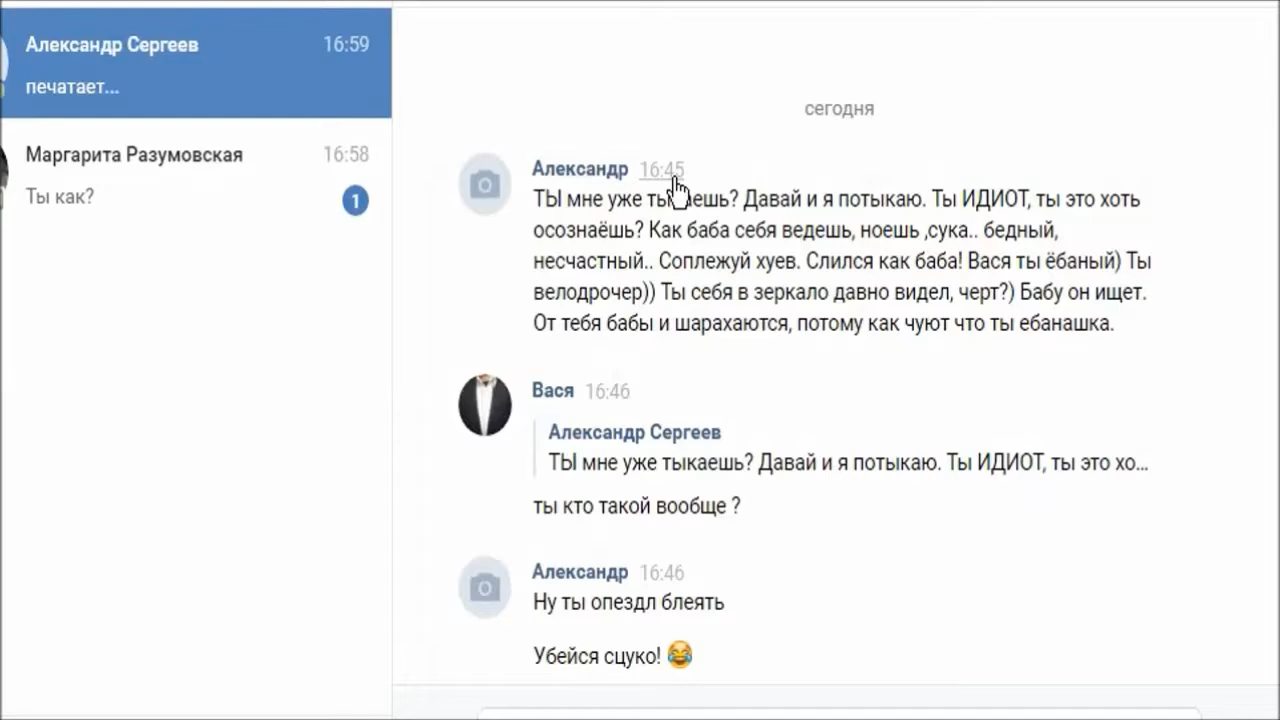 Александр Сергеев 16:59
печатает...
Маргарита Разумовская 16:58
Ты как? 1
сегодня
Александр 16:45
ТЫ мне уже тыкаешь? Давай и я потыкаю. Ты ИДИОТ, ты это хоть
осознаёшь? Как баба себя ведешь, ноешь ,сука.. бедный,
несчастный.. Соплежуй хуев. Слился как баба! Вася ты ёбаный) Ты
велодрочер)) Ты себя в зеркало давно видел, черт?) Бабу он ищет.
От тебя бабы и шарахаются, потому как чуют что ты ебанашка.
Вася 16:46
Александр Сергеев
ТЫ мне уже тыкаешь? Давай и я потыкаю. Ты ИДИОТ, ты это хо...
ты кто такой вообще ?
Александр 16:46
Ну ты опездл блеять
Убейся сцуко! 😂